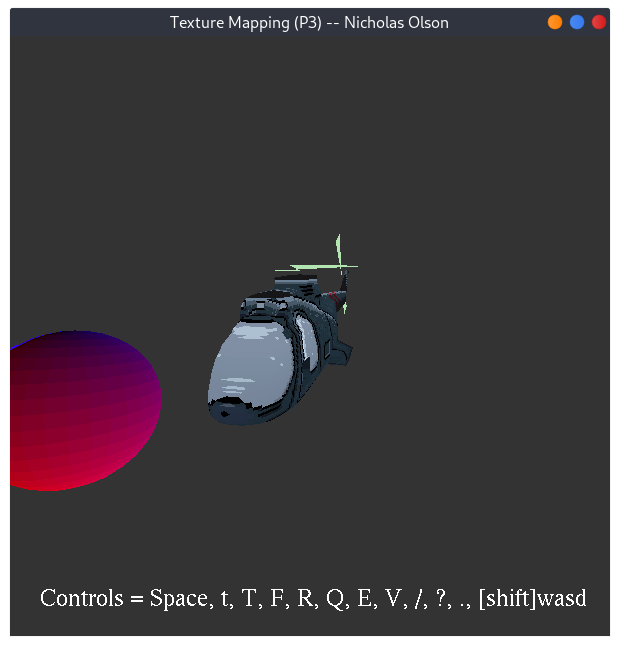 Texture Mapping (P3) -- Nicholas Olson
Controls = Space, t, T, F, R, Q, E, V, /, ?, ., [shift]wasd